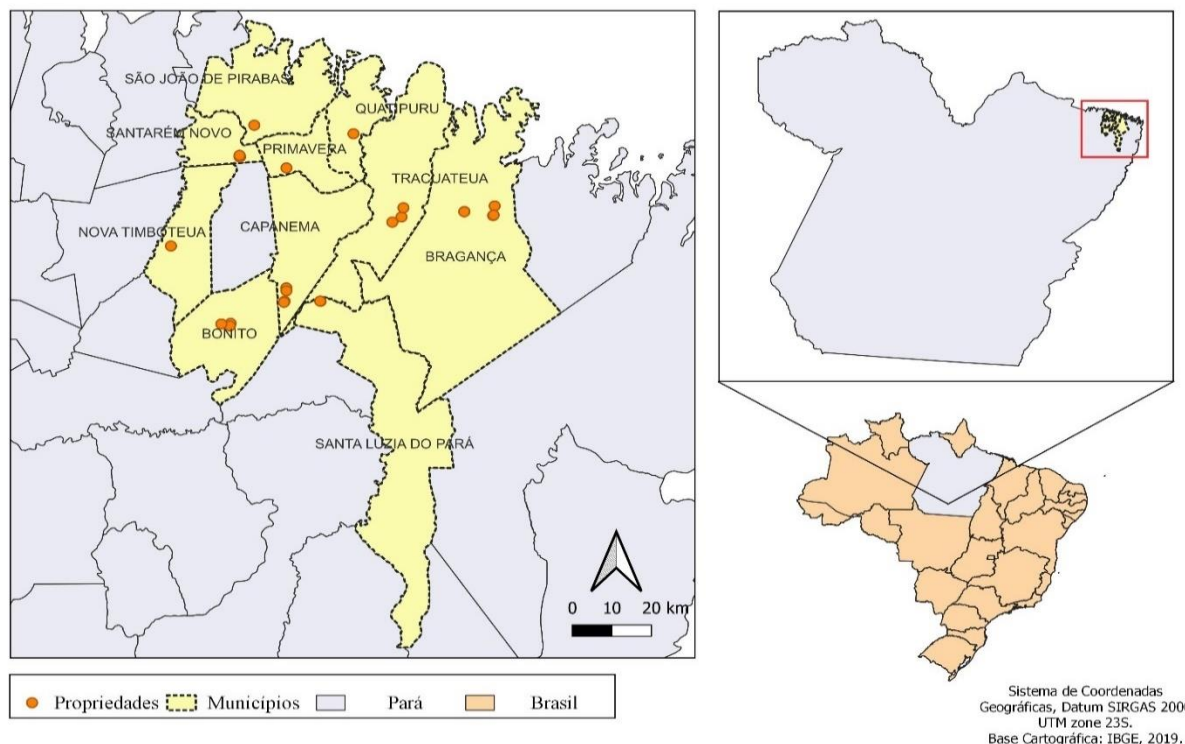 SÃO JOÃO DE PIRABAS
QUATIPURU
SANTARÉM NOVO
PRIMAVERA
TRACUATEUA
NOVA TIMBOTEUA
CAPANEMA
BRAGANÇA
BONITO
SANTA LUZIA DO PARÁ
0 10 20 km
Propriedades Municípios Pará Brasil
Sistema de Coordenadas
Geográficas, Datum SIRGAS 200
UTM zone 23S.
Base Cartográfica: IBGE, 2019.